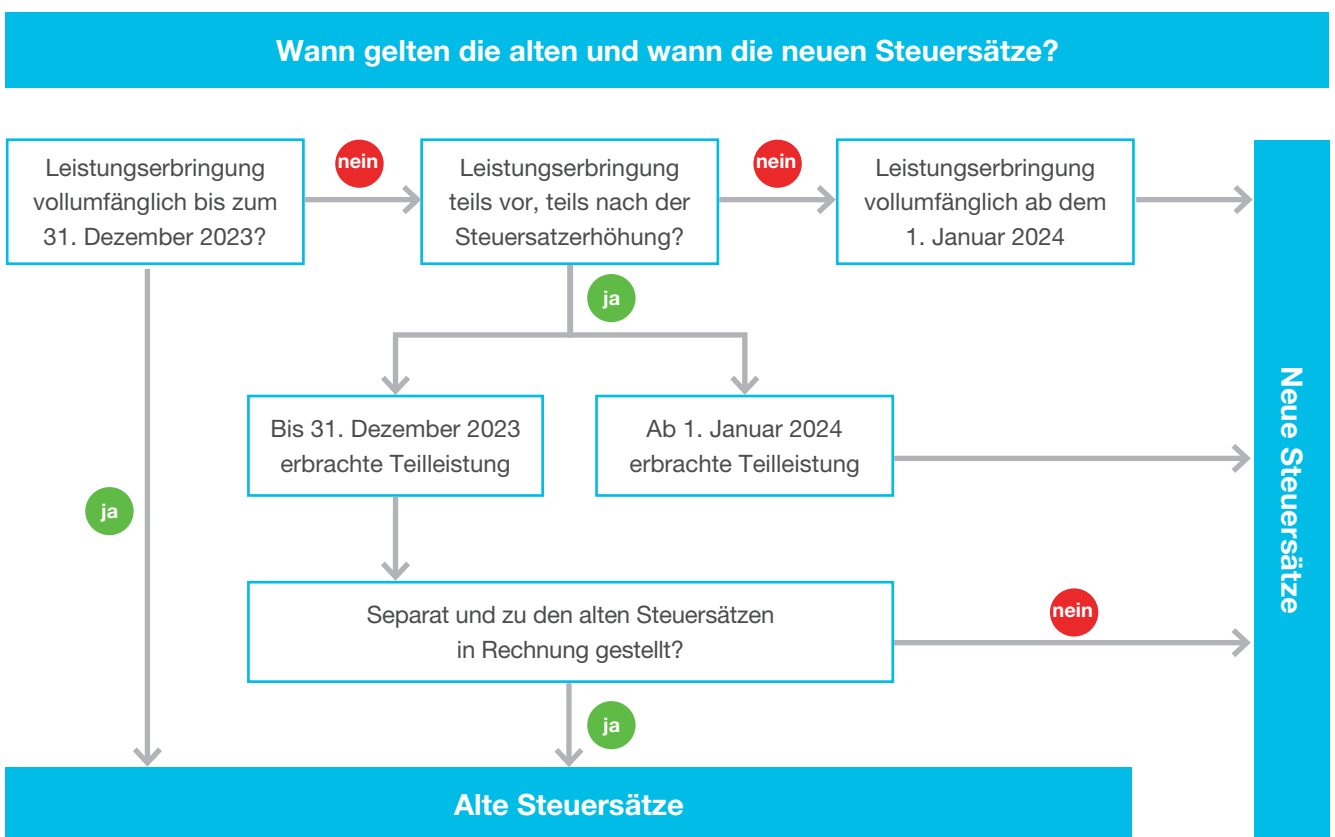 Wann gelten die alten und wann die neuen Steuersätze?
Leistungserbringung
vollumfänglich bis zum
31. Dezember 2023?
nein
Leistungserbringung
teils vor, teils nach der
Steuersatzerhöhung?
nein
Leistungserbringung
vollumfänglich ab dem
1. Januar 2024
ja
Bis 31. Dezember 2023
erbrachte Teilleistung
Ab 1. Januar 2024
erbrachte Teilleistung
ja
Separat und zu den alten Steuersätzen
in Rechnung gestellt?
nein
ja
Neue Steuersätze
Alte Steuersätze